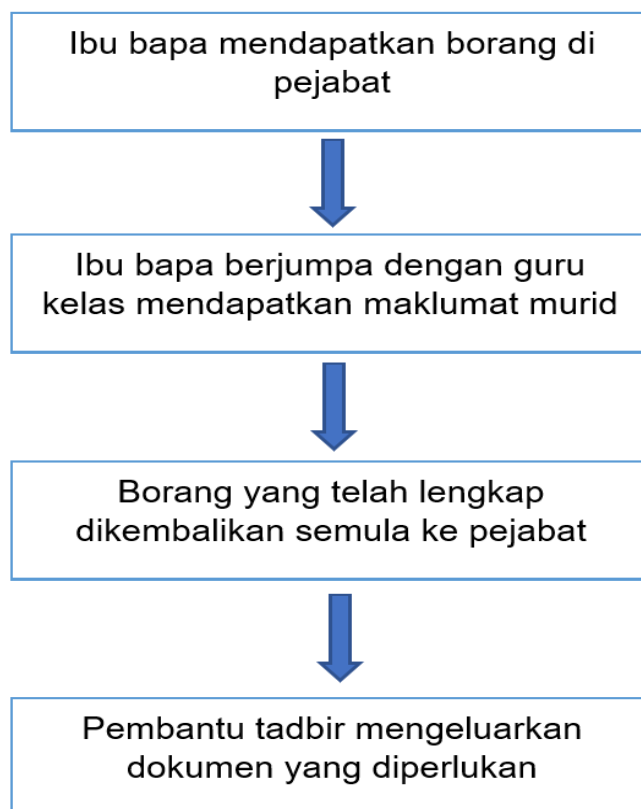 Ibu bapa mendapatkan borang di
pejabat
Ibu bapa berjumpa dengan guru
kelas mendapatkan maklumat murid
Borang yang telah lengkap
dikembalikan semula ke pejabat
Pembantu tadbir mengeluarkan
dokumen yang diperlukan